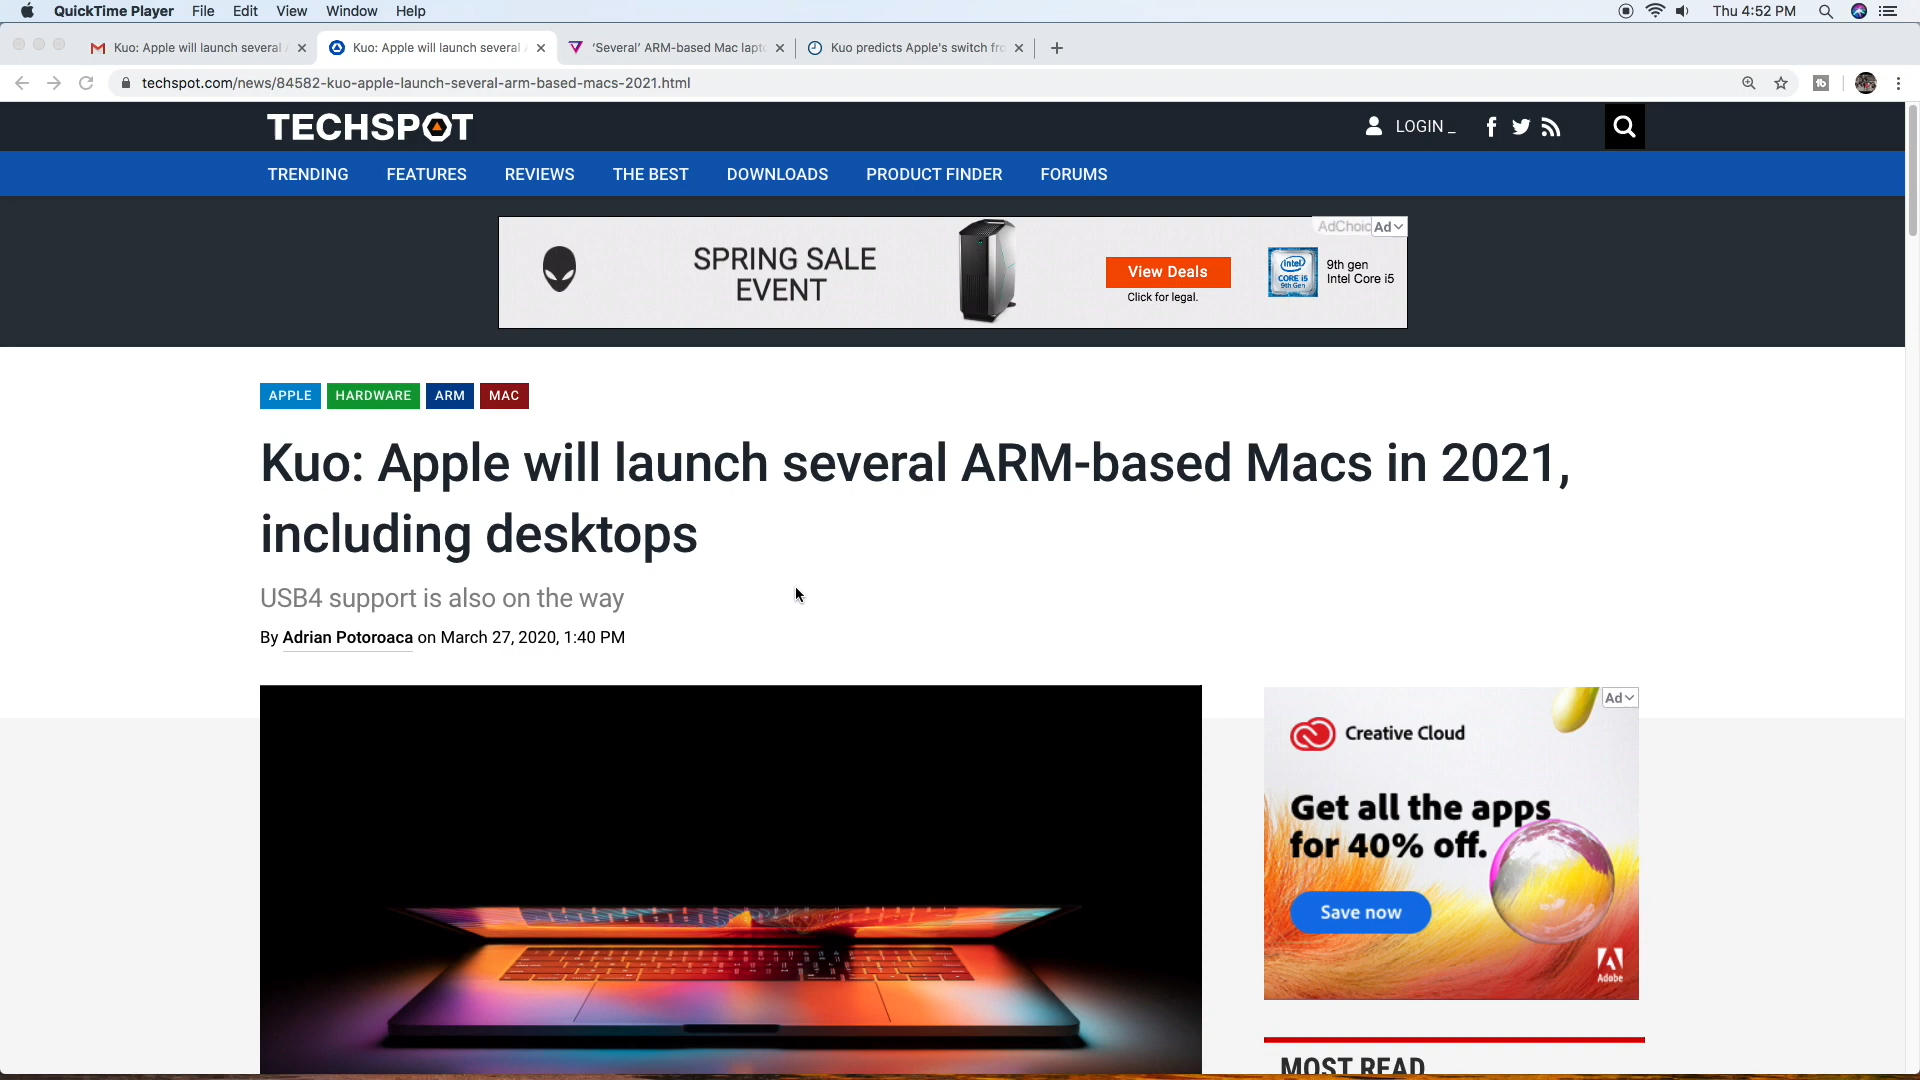 QuickTime Player File Edit View Window Help Thu 4:52 PM
Kuo: Apple will launch several Kuo: Apple will launch several 'Several' ARM-based Mac Kuo predicts Apple's switch
techspot.com/news/84582-kuo-apple-launch-several-arm-based-macs-2021.html
TECHSPOT LOGIN _
TRENDING FEATURES REVIEWS THE BEST DOWNLOADS PRODUCT FINDER FORUMS
AdChoic Ad
SPRING SALE
EVENT
View Deals
Click for legal.
intel
CORE i5
9th Gen
9th gen
Intel Core i5
APPLE HARDWARE ARM MAC
Kuo: Apple will launch several ARM-based Macs in 2021,
including desktops
USB4 support is also on the way
By Adrian Potoroaca on March 27, 2020, 1:40 PM
Ad
Creative Cloud
Get all the apps
for 40% off.
Save now
Adobe
MOST READ